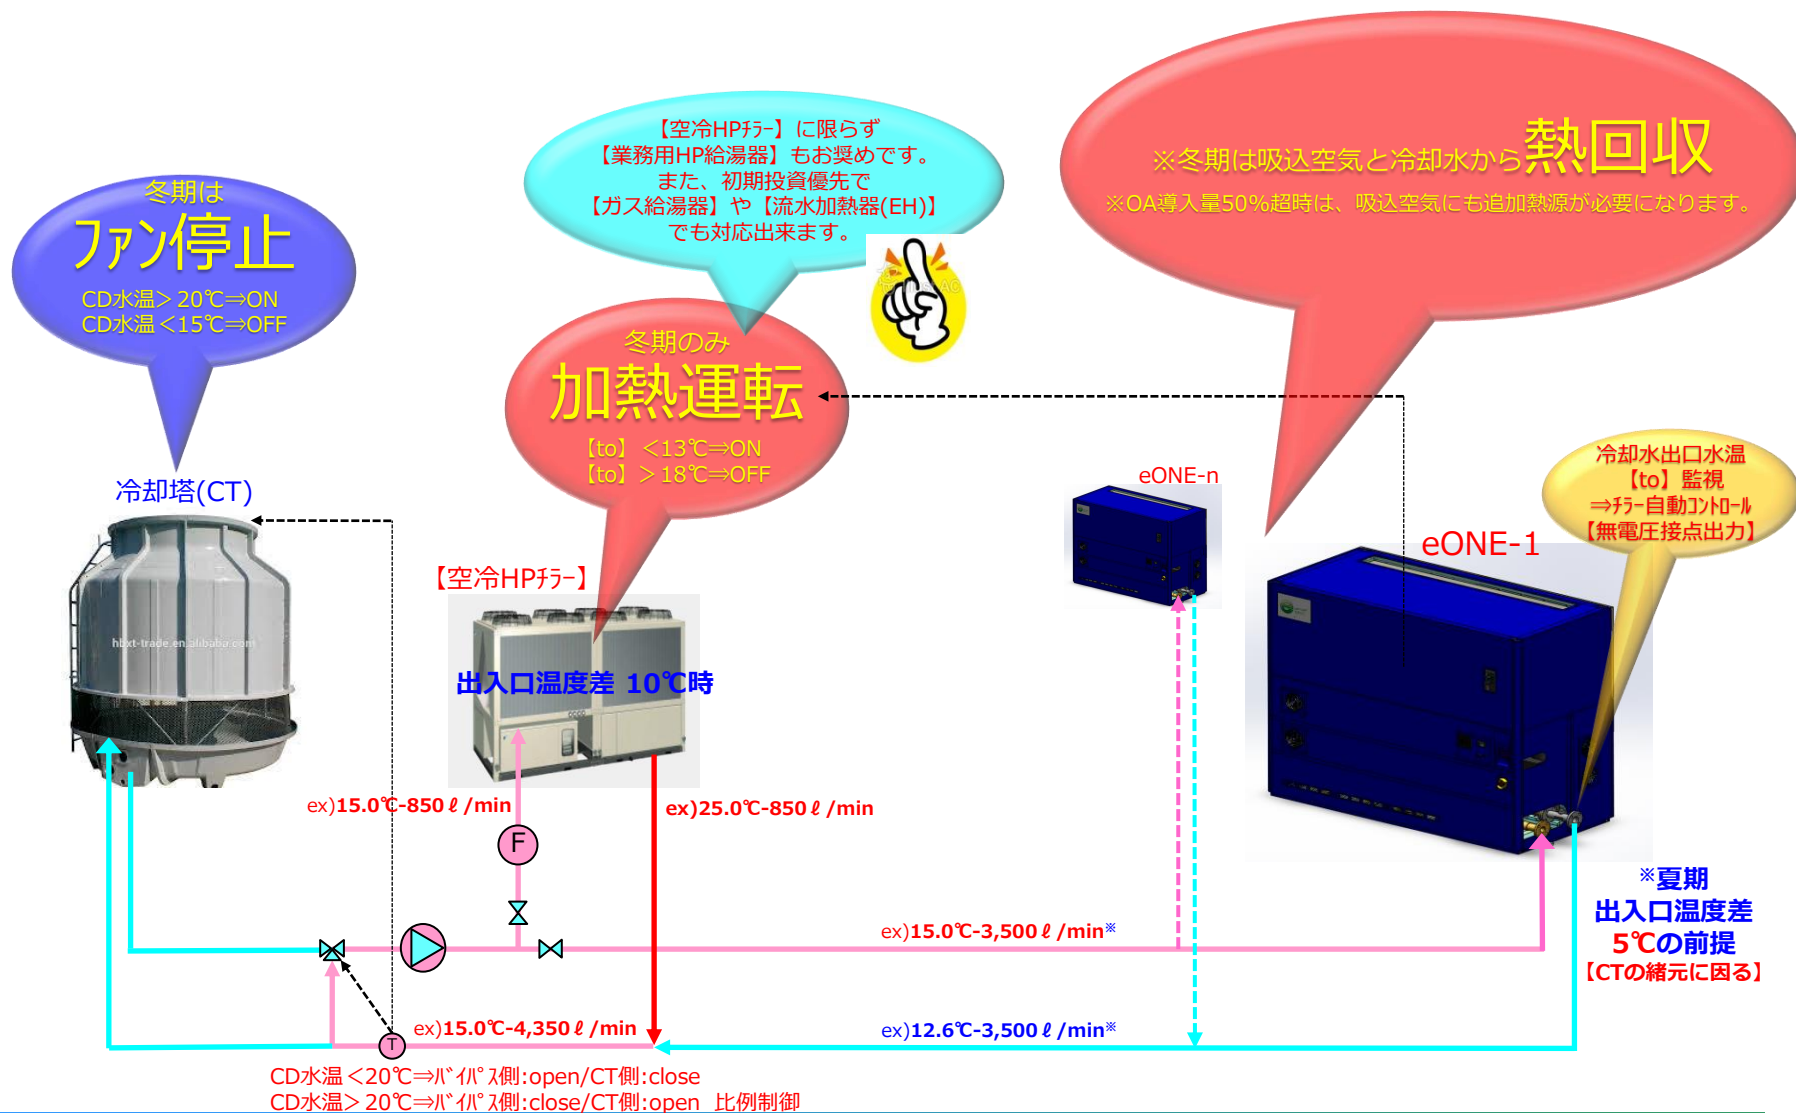 【空冷HPﾁﾗｰ】に限らず
【業務用HP給湯器】もお奨めです。
また、初期投資優先で
【ガス給湯器】や【流水加熱器(EH)】
でも対応出来ます。
※冬期は吸込空気と冷却水から熱回収
※OA導入量50%超時は、吸込空気にも追加熱源が必要になります。
冬期は
ファン停止
CD水温＞20℃⇒ON
CD水温＜15℃⇒OFF
冬期のみ
加熱運転
【to】＜13℃⇒ON
【to】＞18℃⇒OFF
冷却水出口水温
【to】監視
⇒ﾁﾗｰ自動ｺﾝﾄﾛｰﾙ
【無電圧接点出力】
冷却塔(CT)
eONE-n
eONE-1
【空冷HPﾁﾗｰ】
hbxt-trade.en.alibaba.com
出入口温度差 10℃時
ex)15.0℃-850ℓ/min
ex)25.0℃-850ℓ/min
F
※夏期
出入口温度差
5℃の前提
【CTの緒元に因る】
ex)15.0℃-3,500ℓ/min※
T
ex)15.0℃-4,350ℓ/min
ex)12.6℃-3,500ℓ/min※
CD水温＜20℃⇒ﾊﾞｲﾊﾟｽ側:open/CT側:close
CD水温＞20℃⇒ﾊﾞｲﾊﾟｽ側:close/CT側:open 比例制御